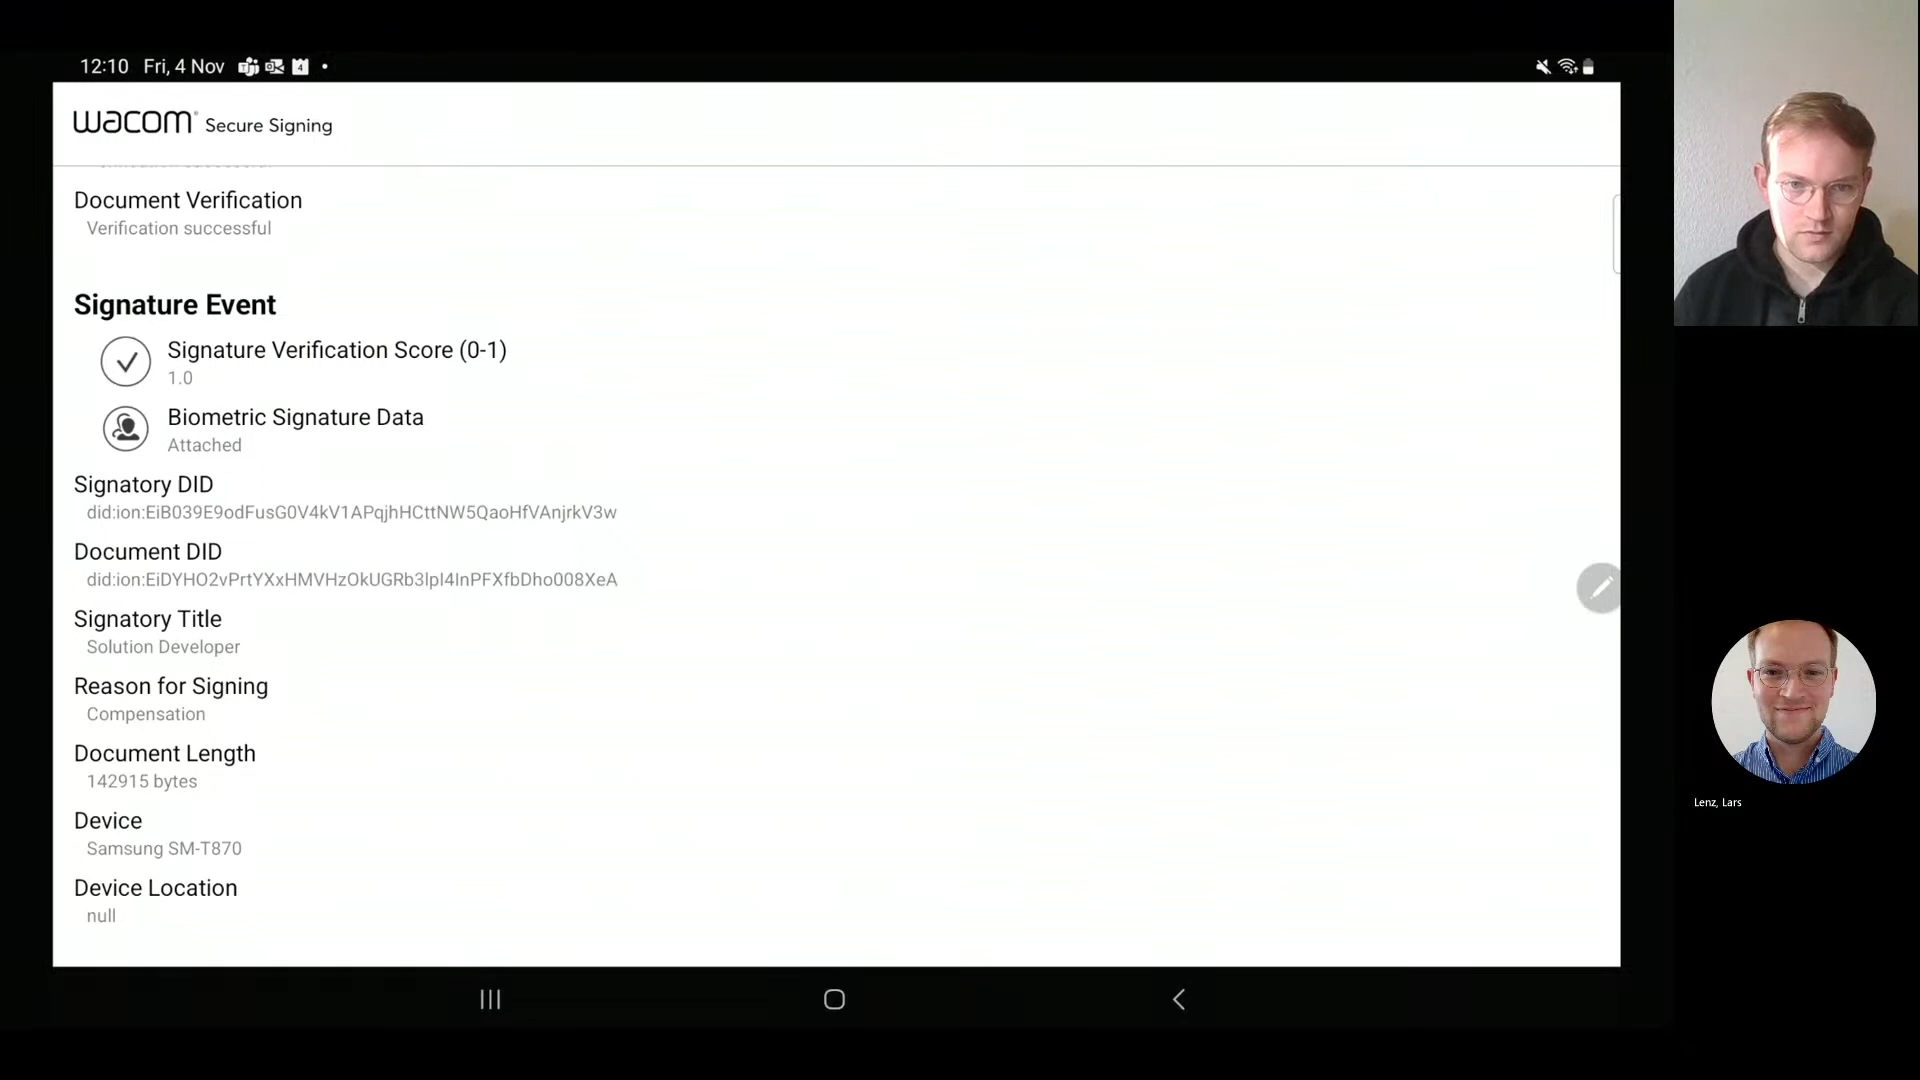 12:10 Fri, 4 Nov
wacom Secure Signing
Document Verification
Verification successful
Signature Event
Signature Verification Score (0-1)
1.0
Biometric Signature Data
Attached
Signatory DID
did:ion:EiB039E9odFusG0V4kV1APqjhHCttNW5QaoHfVAnjrkV3w
Document DID
did:ion:EiDYHO2vPrtYXxHMVHzOkUGRb3lpI4InPFXfbDho008XeA
Signatory Title
Solution Developer
Reason for Signing
Compensation
Document Length
142915 bytes
Device
Samsung SM-T870
Device Location
null
Lenz, Lars